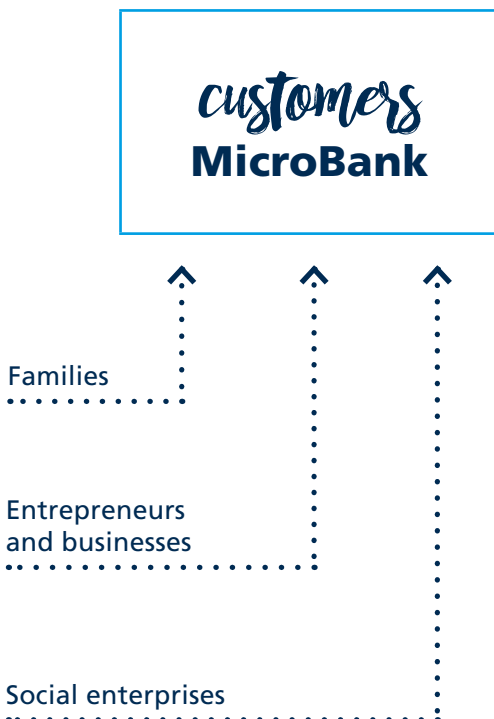 customers
MicroBank
Families
Entrepreneurs
and businesses
Social enterprises